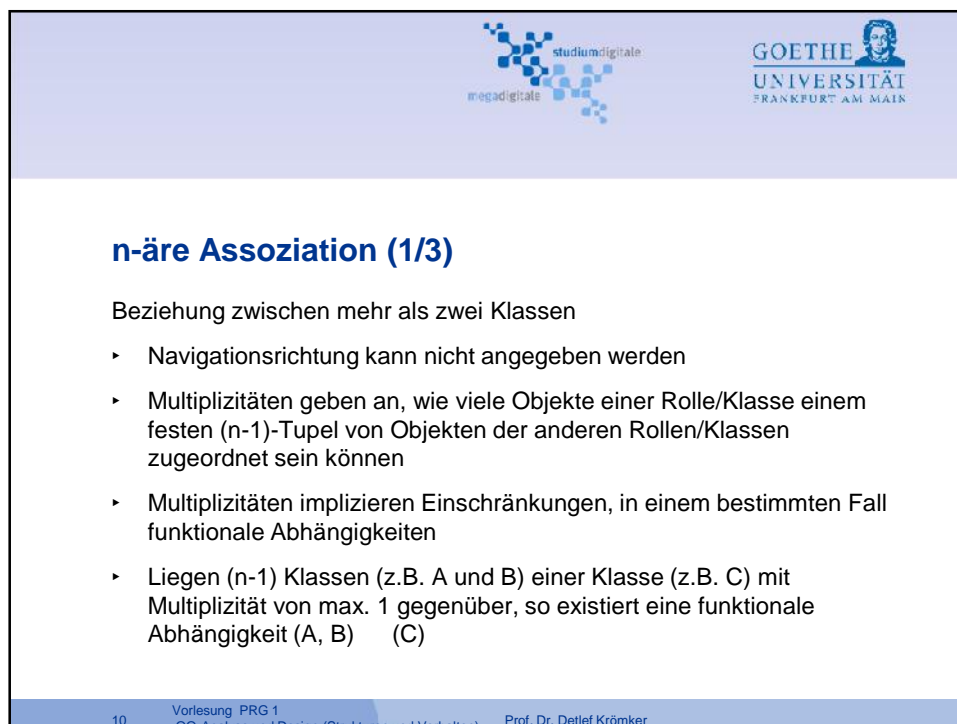 studiumdigitale
megadigitale
GOETHE
UNIVERSITÄT
FRANKFURT AM MAIN
n-äre Assoziation (1/3)
Beziehung zwischen mehr als zwei Klassen
‣ Navigationsrichtung kann nicht angegeben werden
‣ Multiplizitäten geben an, wie viele Objekte einer Rolle/Klasse einem
festen (n-1)-Tupel von Objekten der anderen Rollen/Klassen
zugeordnet sein können
‣ Multiplizitäten implizieren Einschränkungen, in einem bestimmten Fall
funktionale Abhängigkeiten
‣ Liegen (n-1) Klassen (z.B. A und B) einer Klasse (z.B. C) mit
Multiplizität von max. 1 gegenüber, so existiert eine funktionale
Abhängigkeit (A, B) (C)
10
Vorlesung PRG 1
Prof. Dr. Detlef Krömker